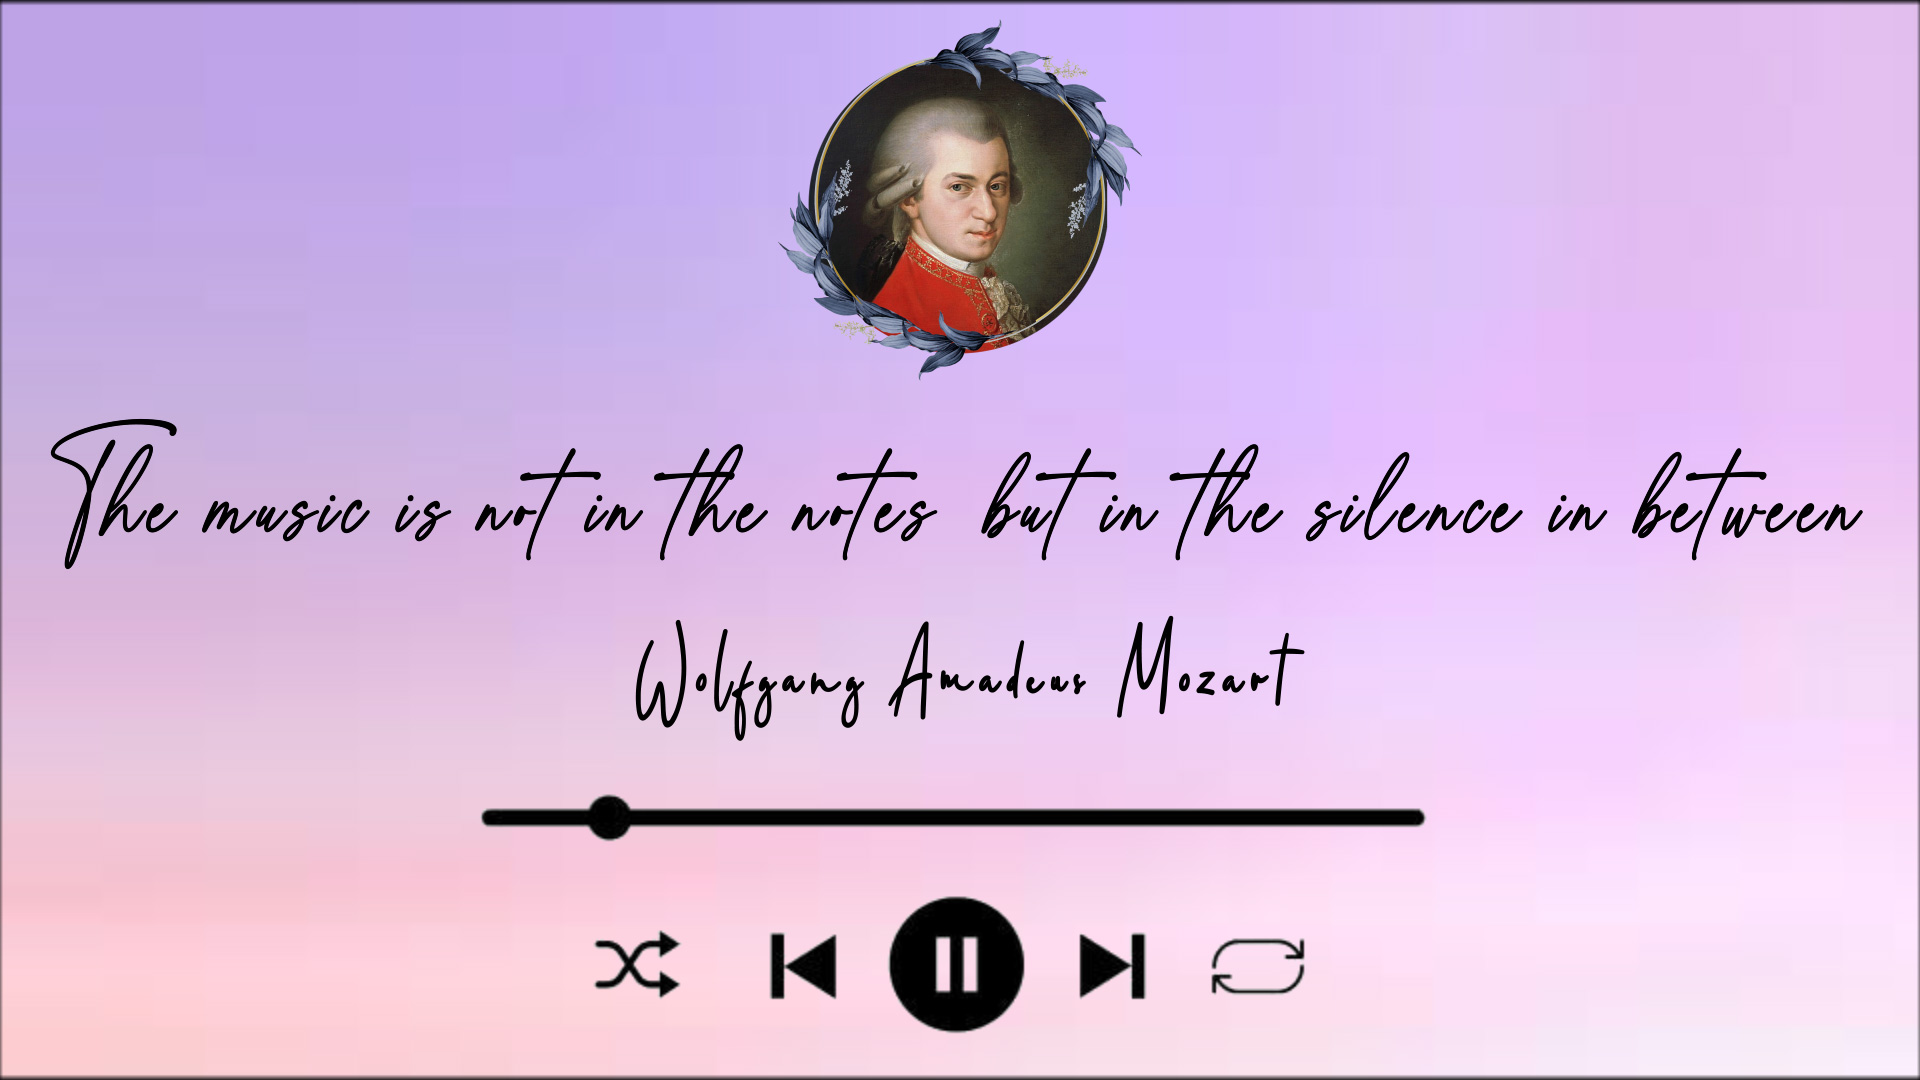 The music is not in the notes but in the silence in between
Wolfgang Amadeus Mozart